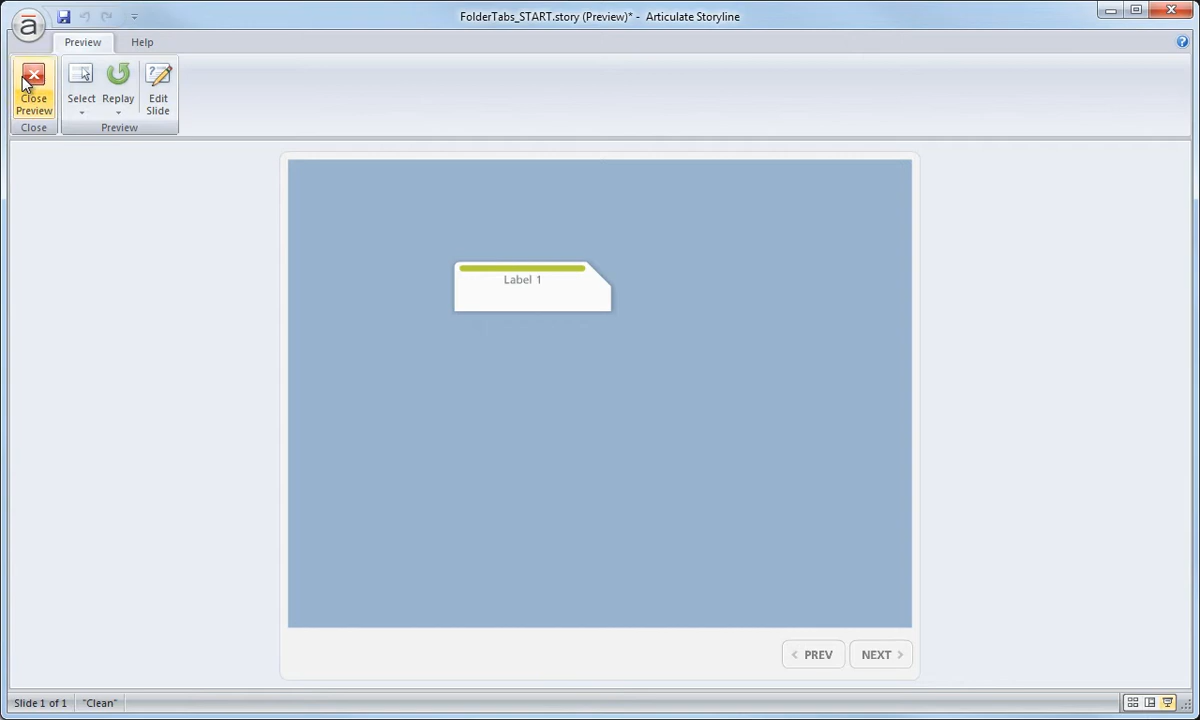 FolderTabs_START.story (Preview)* - Articulate Storyline
Preview Help
Close Preview
Select
Replay
Edit Slide
Close
Preview
Label 1
PREV
NEXT
Slide 1 of 1 "Clean"